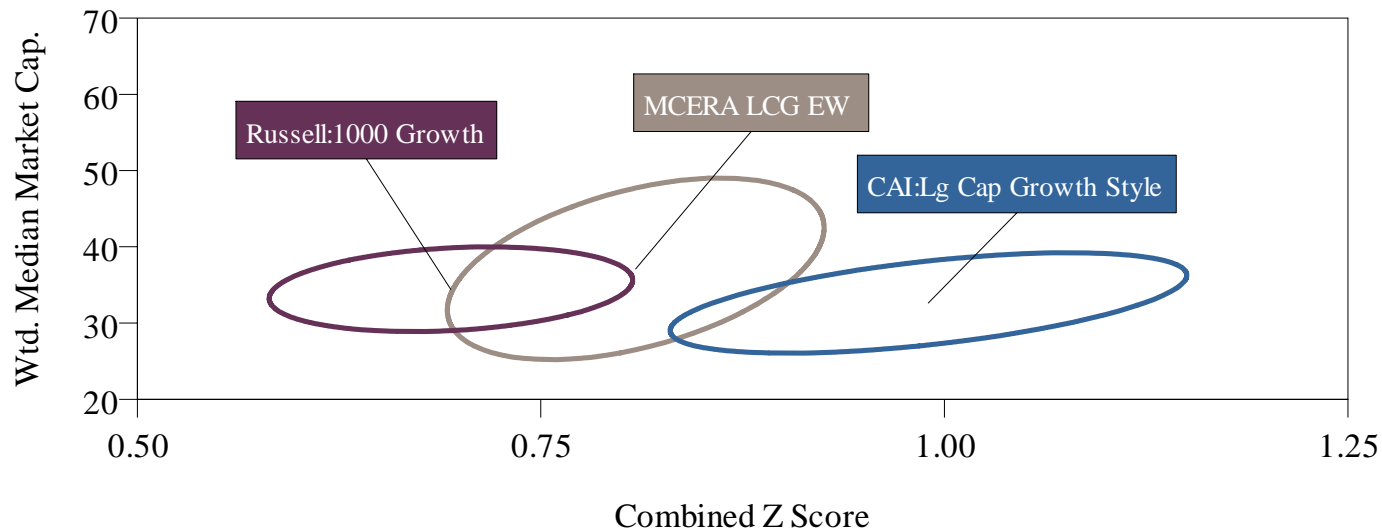 Wtd. Median Market Cap.
70
60
50
40
30
20
MCERA LCG EW
Russell:1000 Growth
CAI:Lg Cap Growth Style
0.50
0.75
1.00
1.25
Combined Z Score